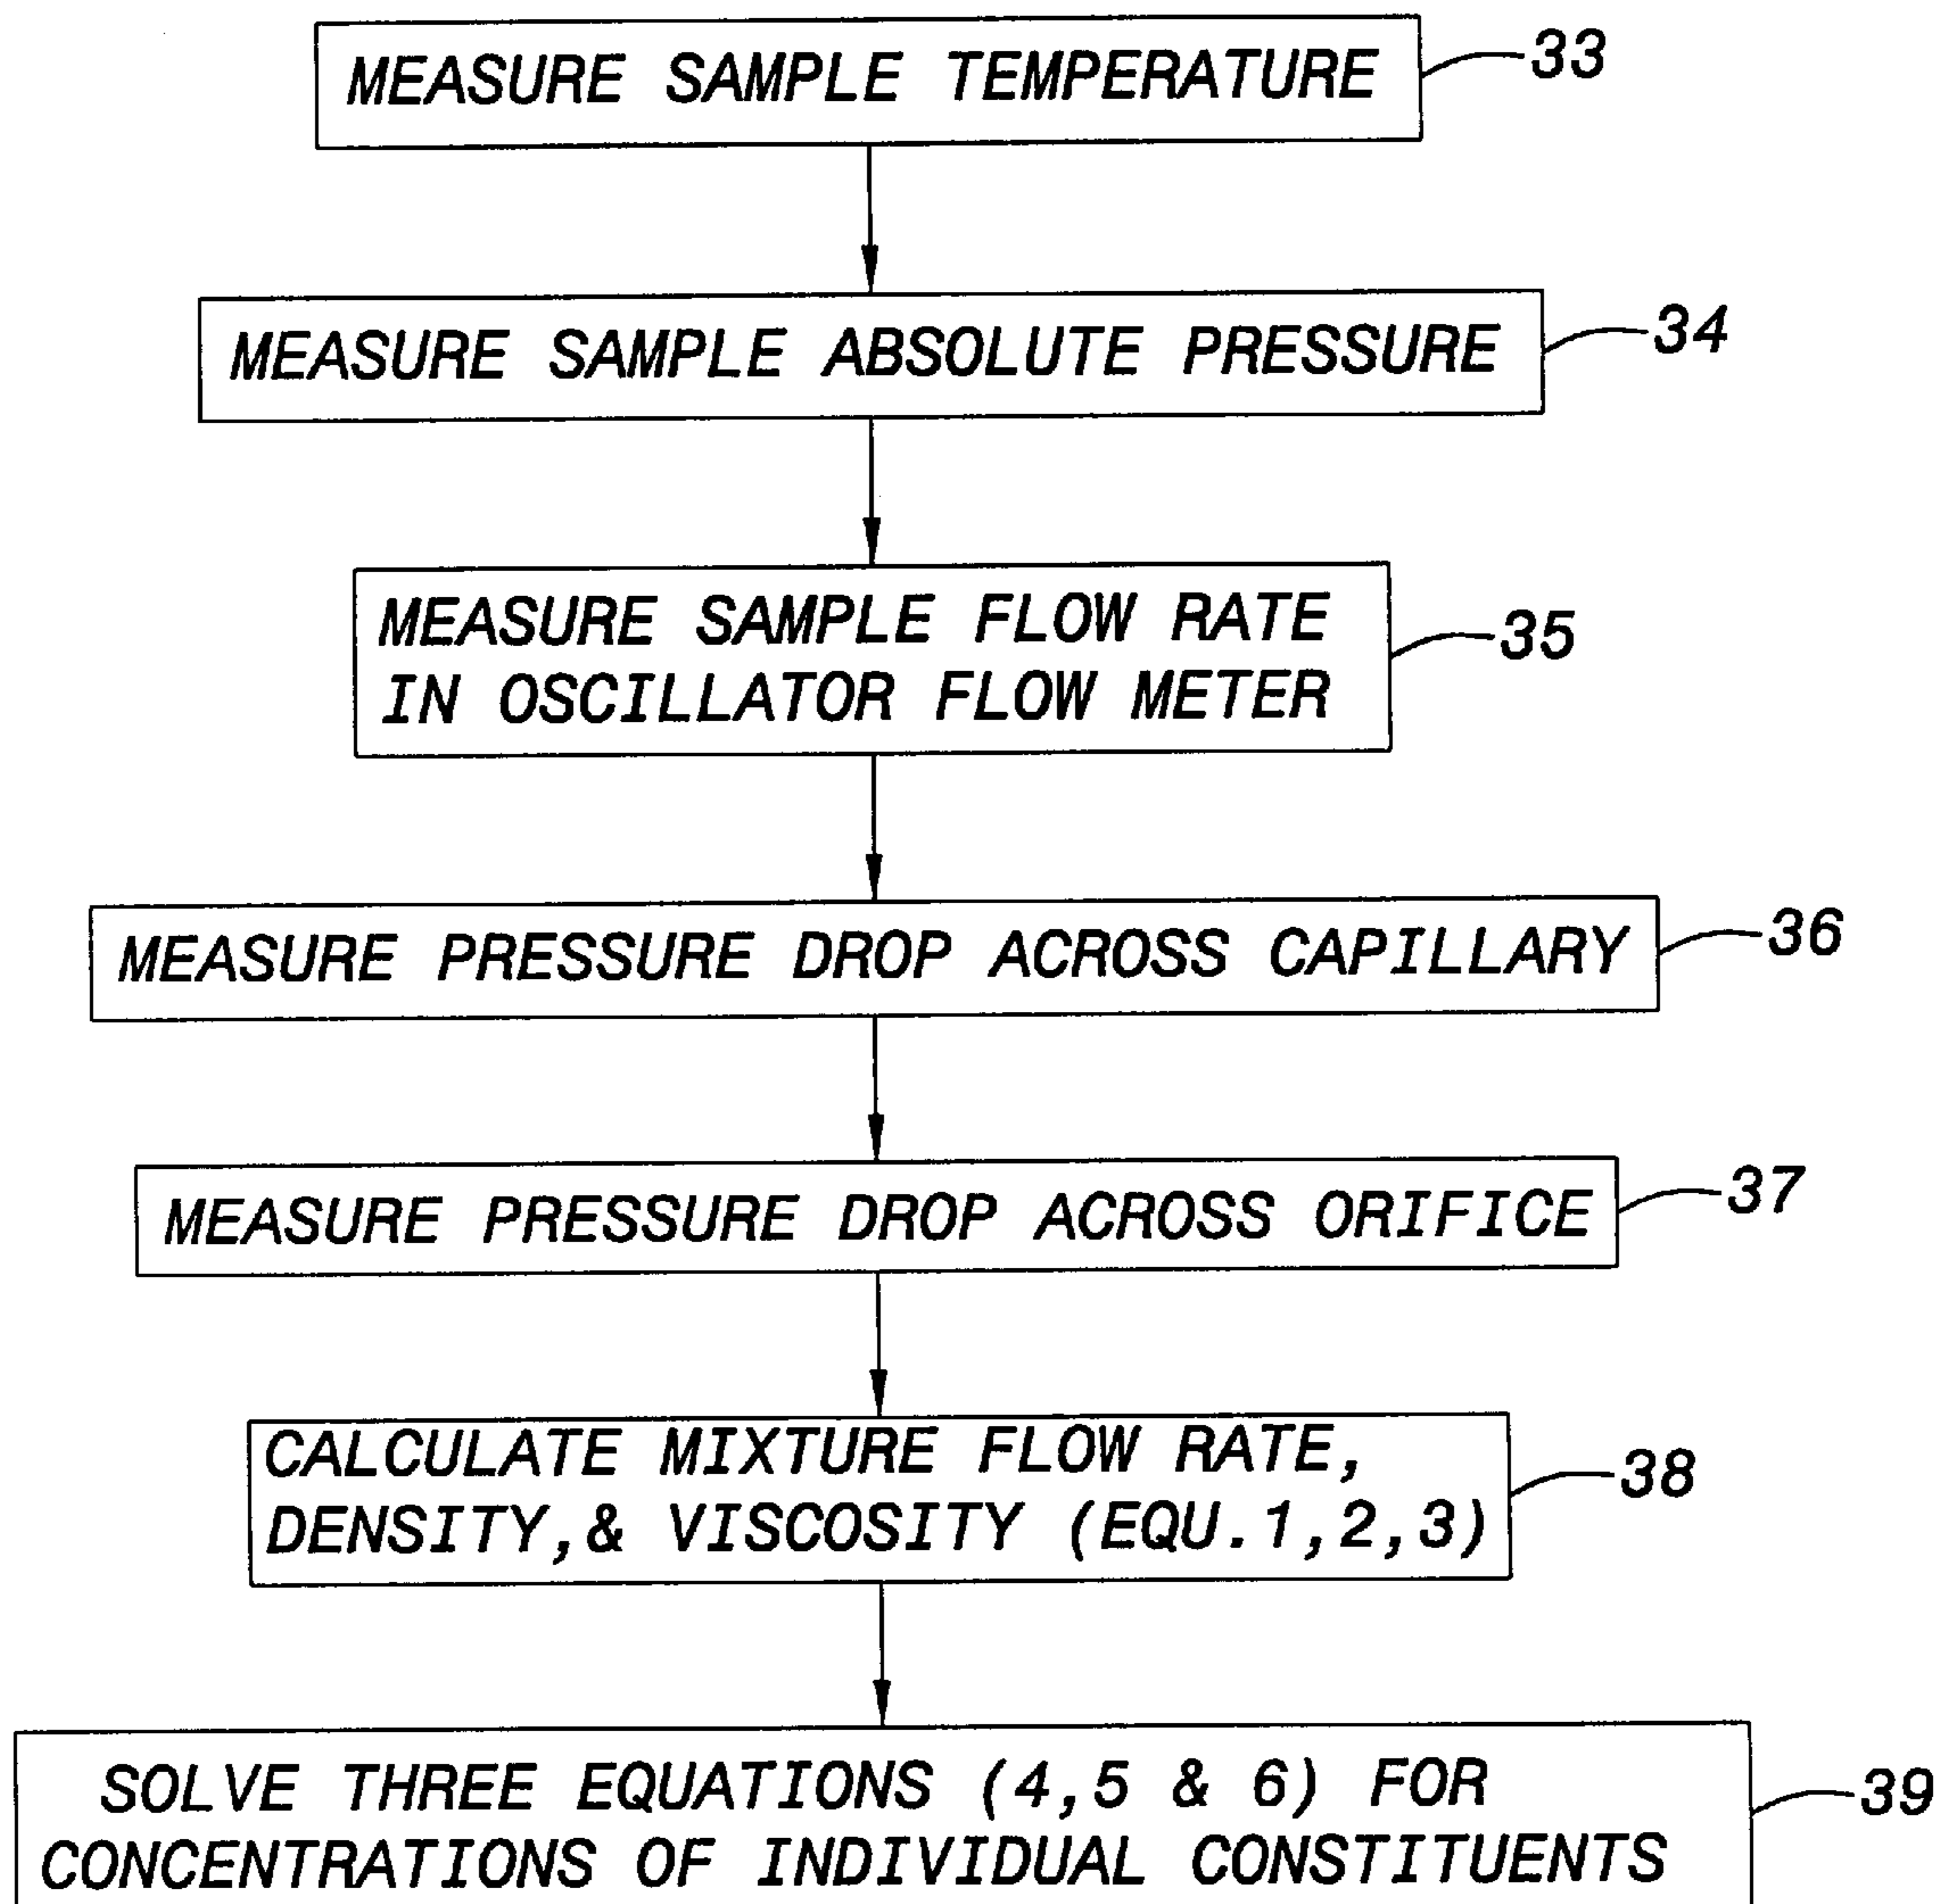 MEASURE SAMPLE TEMPERATURE
33
MEASURE SAMPLE ABSOLUTE PRESSURE
34
MEASURE SAMPLE FLOW RATE
IN OSCILLATOR FLOW METER
35
MEASURE PRESSURE DROP ACROSS CAPILLARY
36
MEASURE PRESSURE DROP ACROSS ORIFICE
37
CALCULATE MIXTURE FLOW RATE,
DENSITY,& VISCOSITY (EQU.1,2,3)
38
SOLVE THREE EQUATIONS (4,5 & 6) FOR
CONCENTRATIONS OF INDIVIDUAL CONSTITUENTS
39